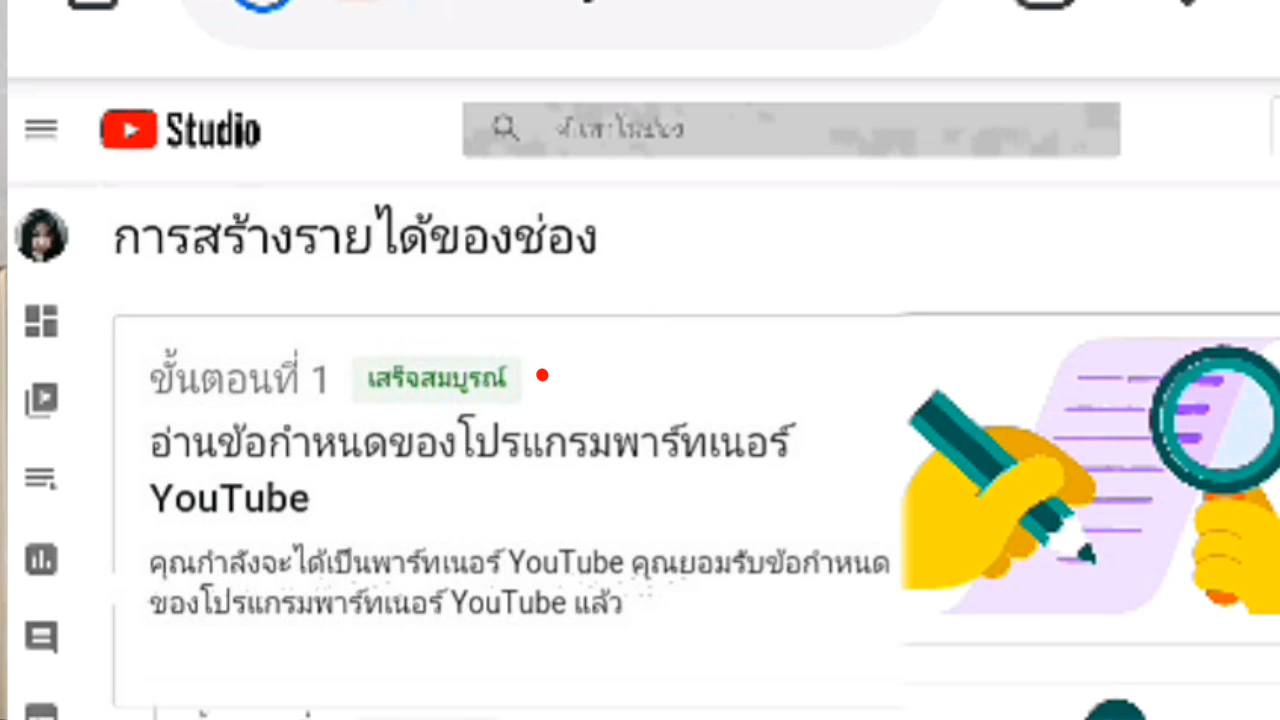 Studio
การสร้างรายได้ของช่อง
ขั้นตอนที่ 1 เสร็จสมบูรณ์
อ่านข้อกำหนดของโปรแกรมพาร์ทเนอร์
YouTube
คุณกำลังจะได้เป็นพาร์ทเนอร์ YouTube คุณยอมรับข้อกำหนด
ของโปรแกรมพาร์ทเนอร์ YouTube แล้ว